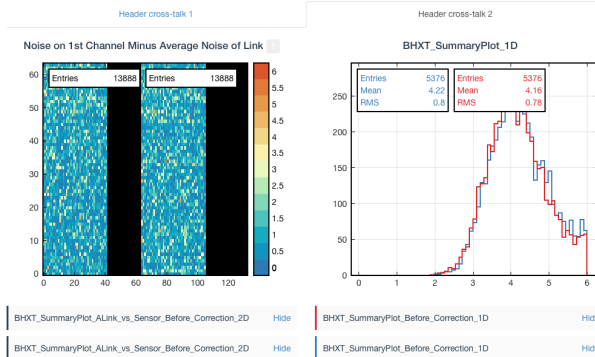 Header cross-talk 1
Header cross-talk 2
Noise on 1st Channel Minus Average Noise of Link ?
Entries 13888
Entries 13888
60
50
40
30
20
10
0
0 20 40 60 80 100 120
6
5.5
5
4.5
4
3.5
3
2.5
2
1.5
1
0.5
0
BHXT_SummaryPlot_1D
Entries 5376
Mean 4.22
RMS 0.8
Entries 5376
Mean 4.16
RMS 0.78
250
200
150
100
50
0
0 1 2 3 4 5 6
BHXT_SummaryPlot_ALink_vs_Sensor_Before_Correction_2D Hide
BHXT_SummaryPlot_ALink_vs_Sensor_Before_Correction_2D Hide
BHXT_SummaryPlot_Before_Correction_1D Hide
BHXT_SummaryPlot_Before_Correction_1D Hide